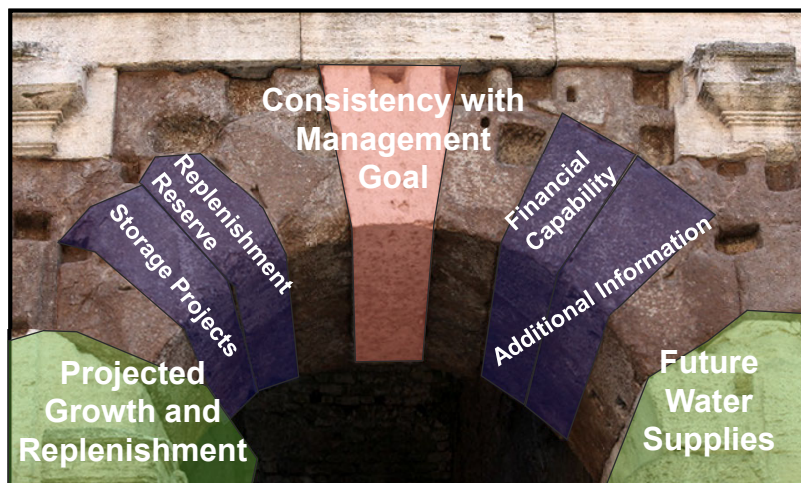 Consistency with
Management
Goal
Replenishment
Reserve
Storage Projects
Financial
Capability
Additional Information
Projected
Growth and
Replenishment
Future
Water
Supplies